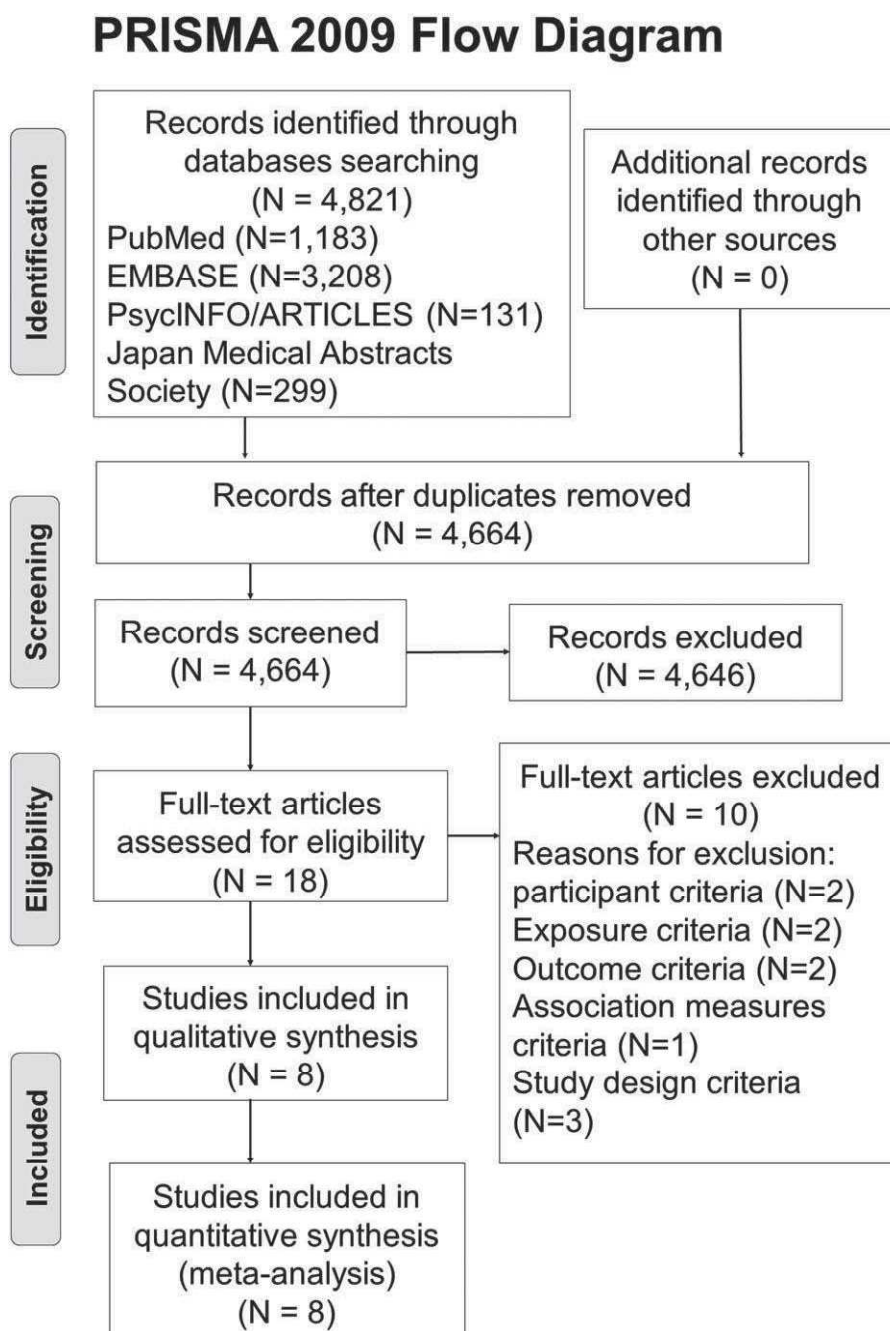 PRISMA 2009 Flow Diagram
Identification
Records identified through
databases searching
(N = 4,821)
PubMed (N=1,183)
EMBASE (N=3,208)
PsycINFO/ARTICLES (N=131)
Japan Medical Abstracts
Society (N=299)
Additional records
identified through
other sources
(N = 0)
Screening
Records after duplicates removed
(N = 4,664)
Records screened
(N = 4,664)
Records excluded
(N = 4,646)
Eligibility
Full-text articles
assessed for eligibility
(N = 18)
Full-text articles excluded
(N = 10)
Reasons for exclusion:
participant criteria (N=2)
Exposure criteria (N=2)
Outcome criteria (N=2)
Association measures
criteria (N=1)
Study design criteria
(N=3)
Included
Studies included in
qualitative synthesis
(N = 8)
Studies included in
quantitative synthesis
(meta-analysis)
(N = 8)